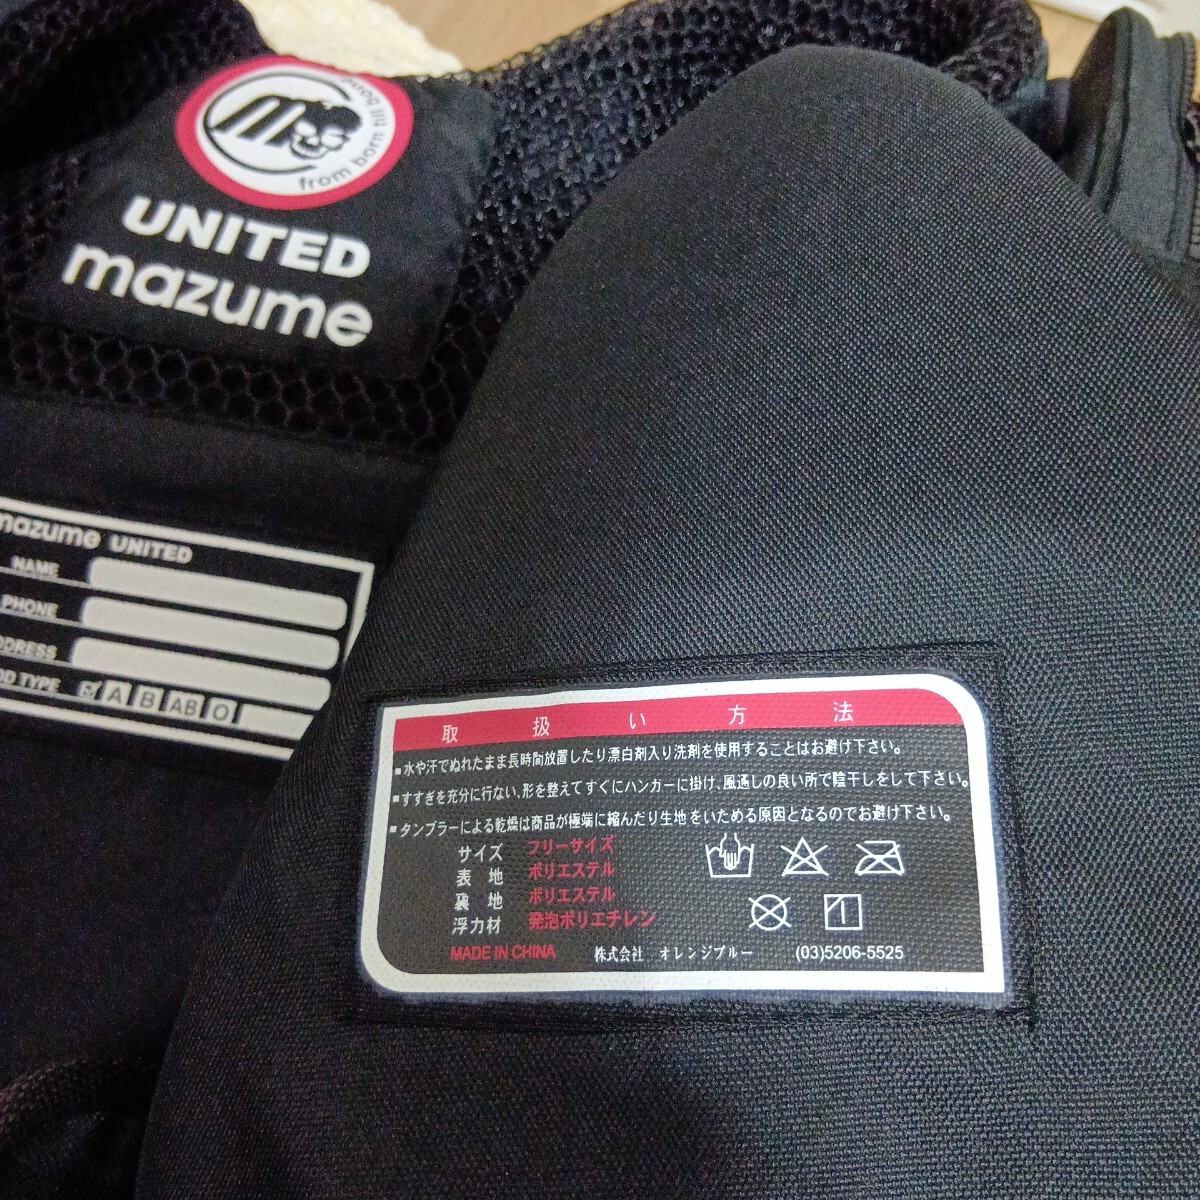 from born till bone
UNITED
mazume
mazume UNITED
NAME
PHONE
DDRESS
OD TYPE A B AB O
取扱い方法
■水や汗でぬれたまま長時間放置したり漂白剤入り洗剤を使用することはお避け下さい。
■すすぎを充分に行ない、形を整えてすぐにハンガーに掛け、風通しの良い所で陰干しをして下さい。
■タンブラーによる乾燥は商品が極端に縮んだり生地をいためる原因となるのでお避け下さい。
サイズ フリーサイズ
表地 ポリエステル
裏地 ポリエステル
浮力材 発泡ポリエチレン
MADE IN CHINA 株式会社 オレンジブルー (03)5206-5525